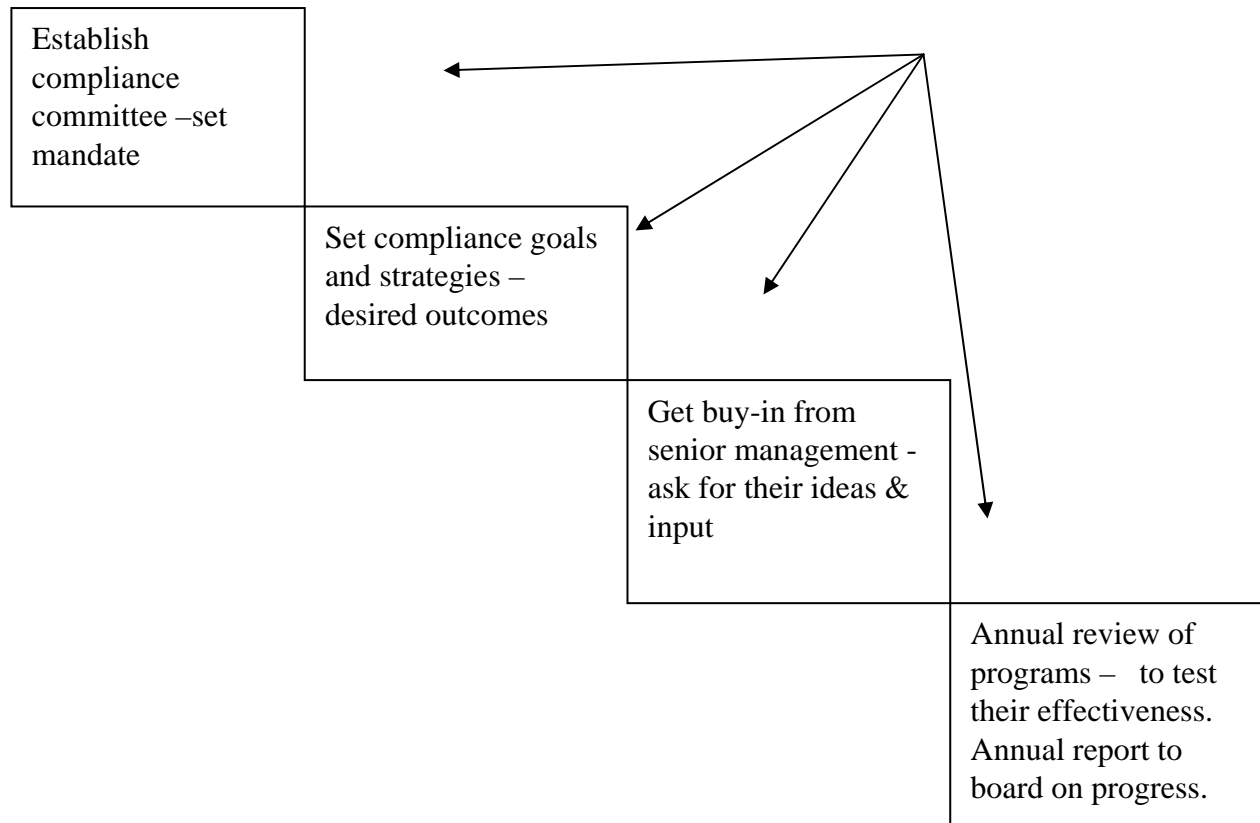 Establish
compliance
committee –set
mandate
Set compliance goals
and strategies –
desired outcomes
Get buy-in from
senior management -
ask for their ideas &
input
Annual review of
programs –   to test
their effectiveness.
Annual report to
board on progress.